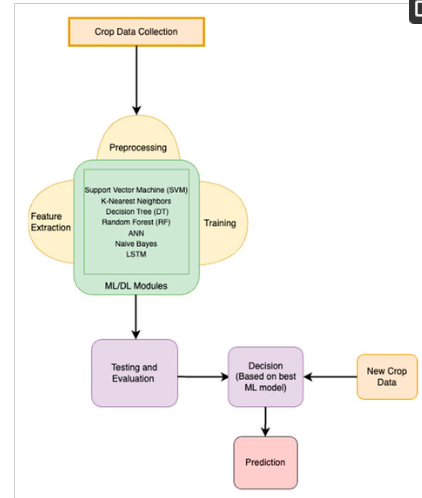 Crop Data Collection
Preprocessing
Support Vector Machine (SVM)
K-Nearest Neighbors
Decision Tree (DT)
Random Forest (RF)
ANN
Naive Bayes
LSTM
Feature
Extraction
Training
ML/DL Modules
Testing and
Evaluation
Decision
(Based on best
ML model)
New Crop
Data
Prediction